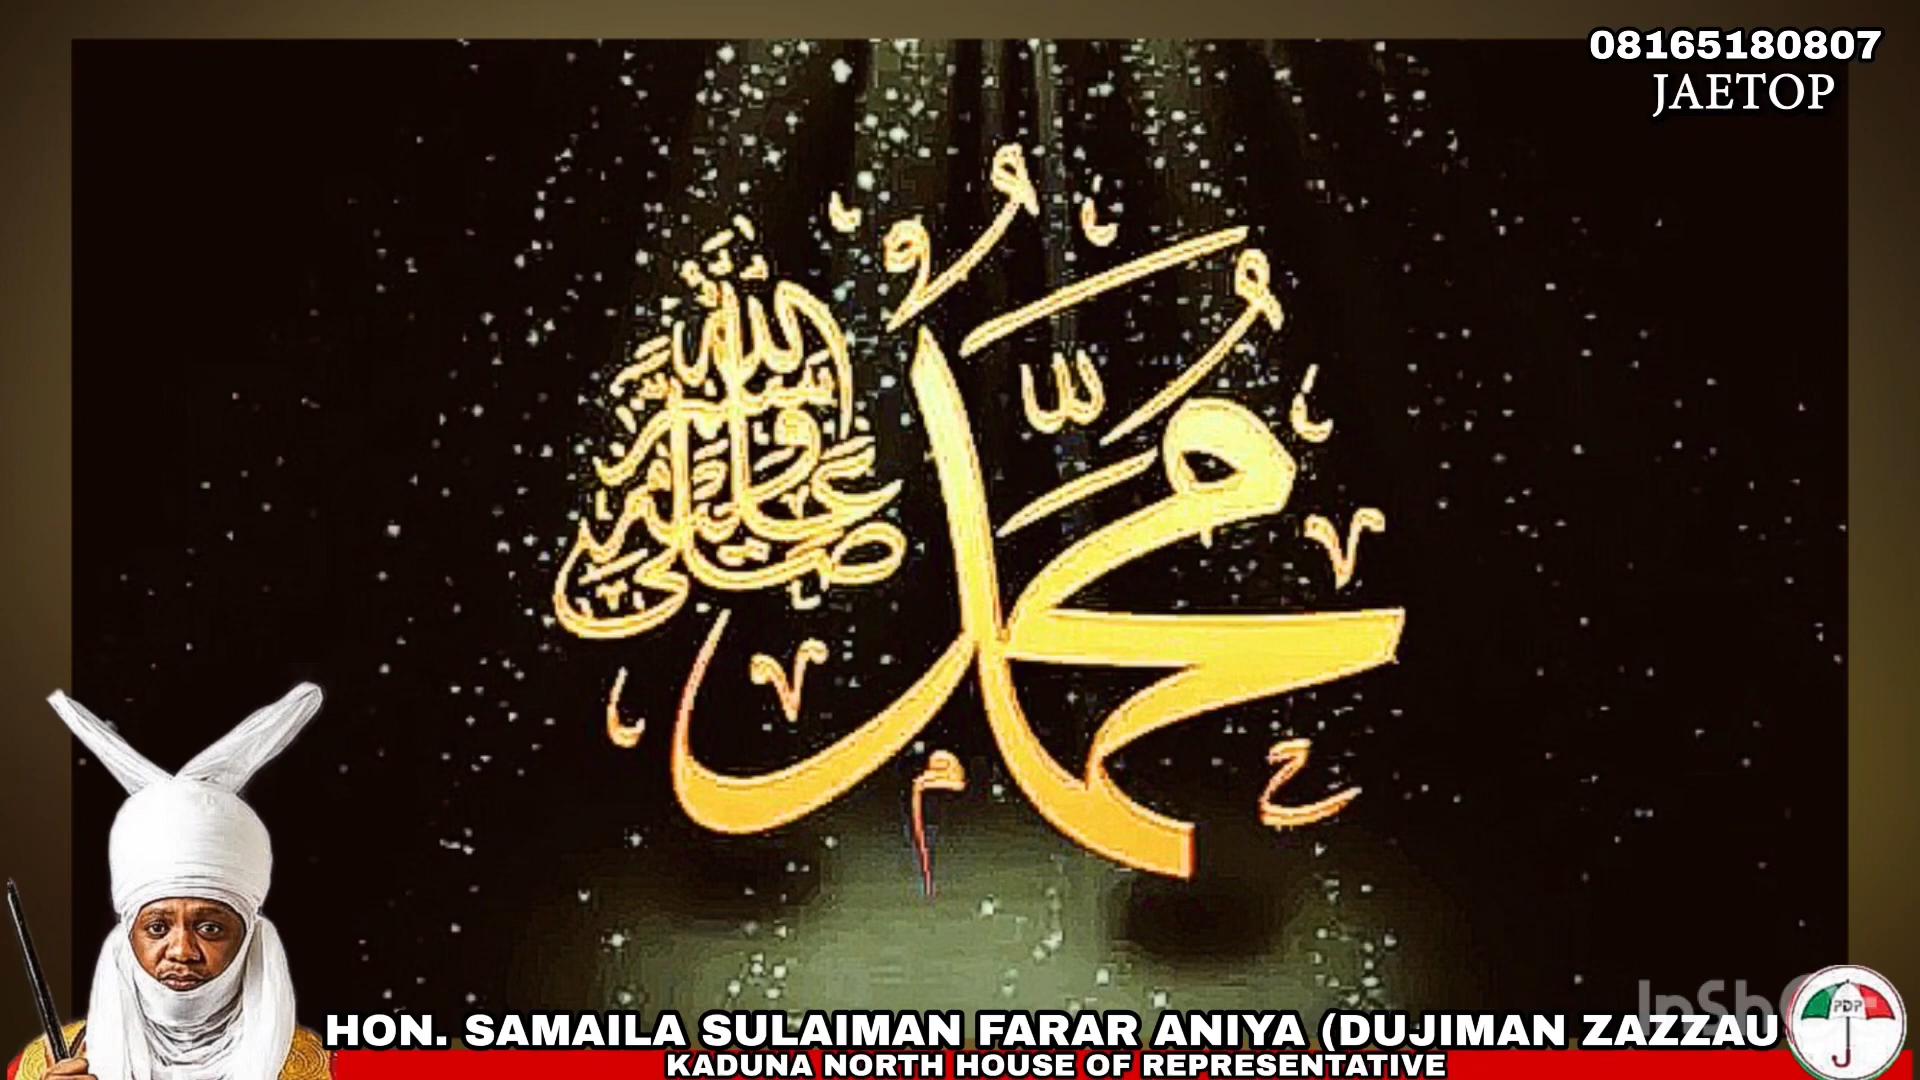 08165180807
JAETOP
محمد
صلى الله عليه وسلم
HON. SAMAILA SULAIMAN FARAR ANIYA (DUJIMAN ZAZZAU
KADUNA NORTH HOUSE OF REPRESENTATIVE
PDP